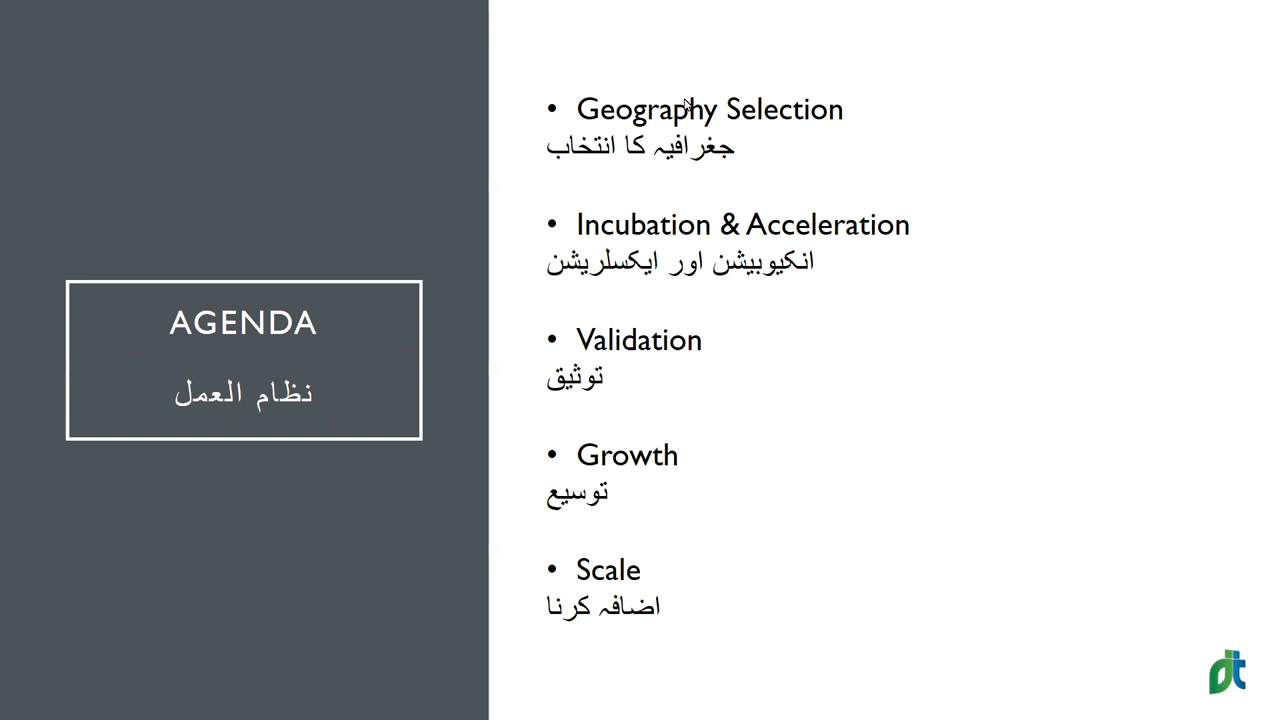 AGENDA
نظام العمل
• Geography Selection
جغرافیہ کا انتخاب
• Incubation & Acceleration
انکیوبیشن اور ایکسلریشن
• Validation
توثیق
• Growth
توسیع
• Scale
اضافہ کرنا